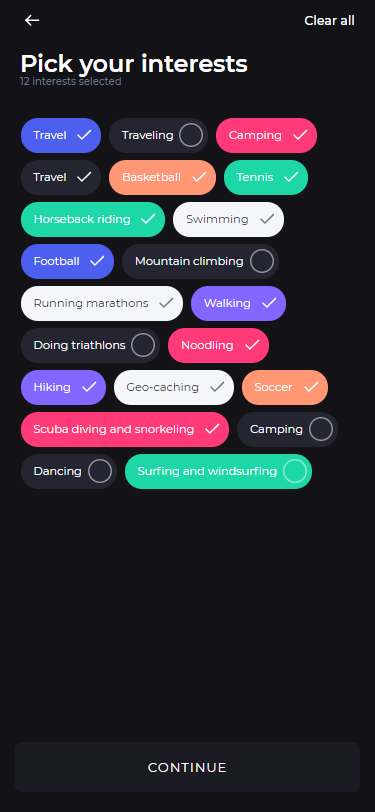 Clear all
Pick your interests
12 interests selected
Travel Traveling Camping
Travel Basketball Tennis
Horseback riding Swimming
Football Mountain climbing
Running marathons Walking
Doing triathlons Noodling
Hiking Geo-caching Soccer
Scuba diving and snorkeling Camping
Dancing Surfing and windsurfing
CONTINUE